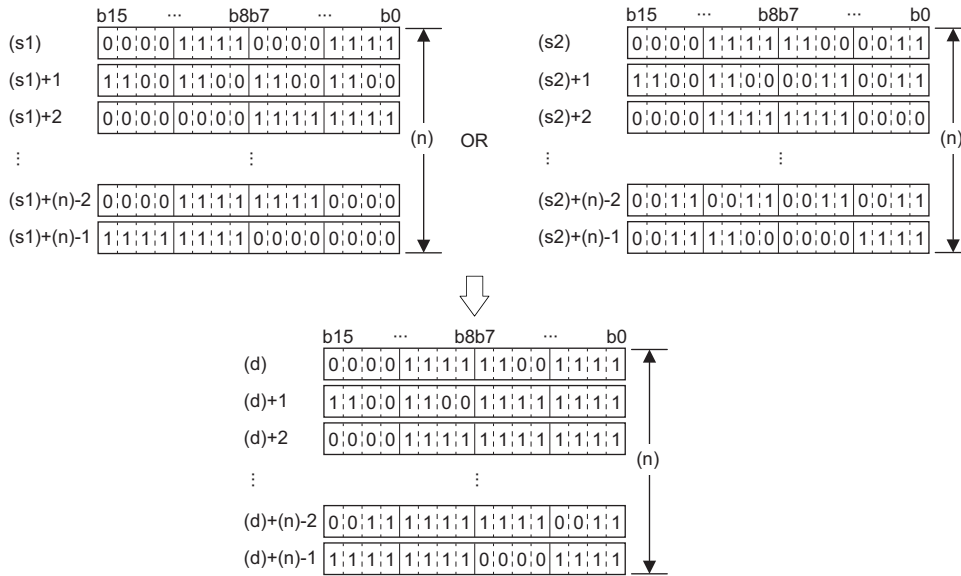 b15 ··· b8b7 ··· b0
(s1) 0 0 0 0 1 1 1 1 0 0 0 0 1 1 1 1
(s1)+1 1 1 0 0 1 1 0 0 1 1 0 0 1 1 0 0
(s1)+2 0 0 0 0 0 0 0 0 1 1 1 1 1 1 1 1
⋮ ⋮
(s1)+(n)-2 0 0 0 0 1 1 1 1 1 1 1 1 0 0 0 0
(s1)+(n)-1 1 1 1 1 1 1 1 1 0 0 0 0 0 0 0 0
(n)
OR
b15 ··· b8b7 ··· b0
(s2) 0 0 0 0 1 1 1 1 1 1 0 0 0 0 1 1
(s2)+1 1 1 0 0 1 1 0 0 0 0 1 1 0 0 1 1
(s2)+2 0 0 0 0 1 1 1 1 1 1 1 1 0 0 0 0
⋮ ⋮
(s2)+(n)-2 0 0 1 1 0 0 1 1 0 0 1 1 0 0 1 1
(s2)+(n)-1 0 0 1 1 1 1 0 0 0 0 0 0 1 1 1 1
(n)
b15 ··· b8b7 ··· b0
(d) 0 0 0 0 1 1 1 1 1 1 0 0 1 1 1 1
(d)+1 1 1 0 0 1 1 0 0 1 1 1 1 1 1 1 1
(d)+2 0 0 0 0 1 1 1 1 1 1 1 1 1 1 1 1
⋮ ⋮
(d)+(n)-2 0 0 1 1 1 1 1 1 1 1 1 1 0 0 1 1
(d)+(n)-1 1 1 1 1 1 1 1 1 0 0 0 0 1 1 1 1
(n)